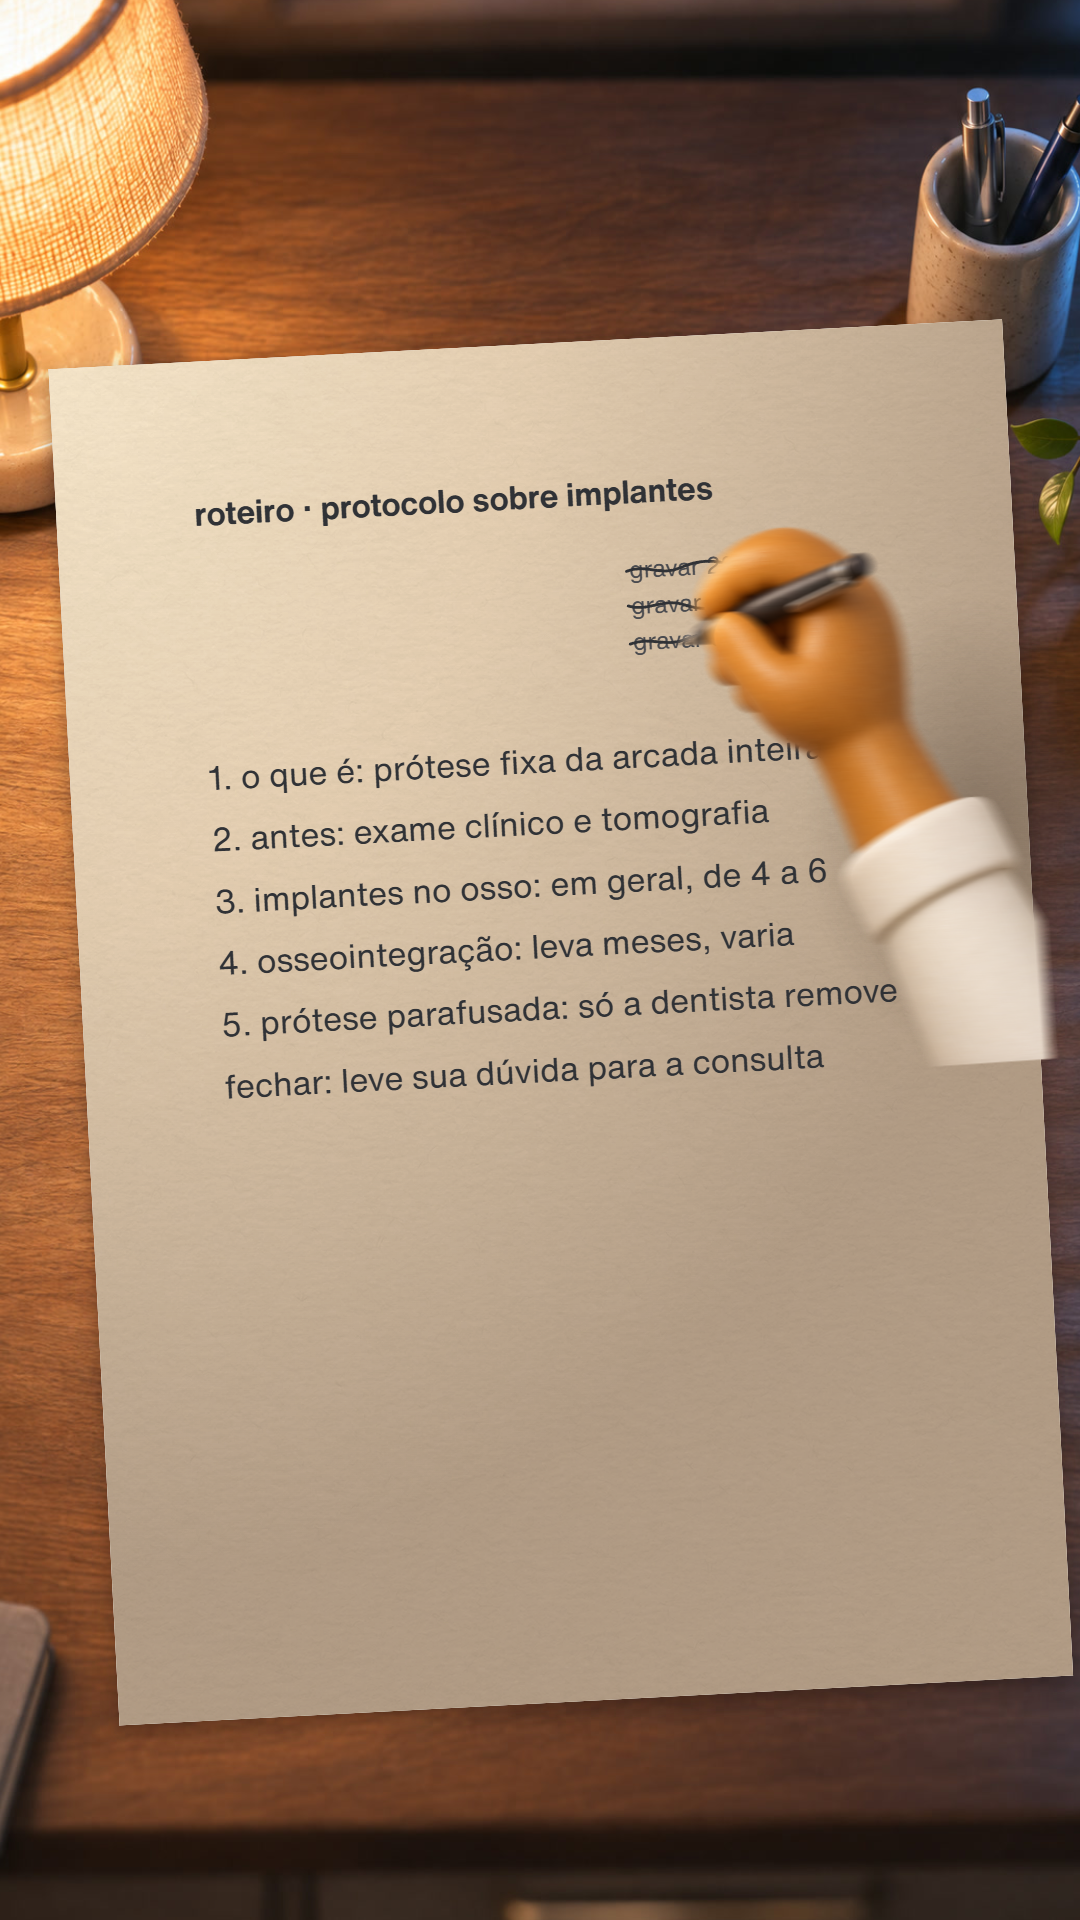 roteiro · protocolo sobre implantes
gravar
gravar
gravar
1. o que é: prótese fixa da arcada inteira
2. antes: exame clínico e tomografia
3. implantes no osso: em geral, de 4 a 6
4. osseointegração: leva meses, varia
5. prótese parafusada: só a dentista remove
fechar: leve sua dúvida para a consulta